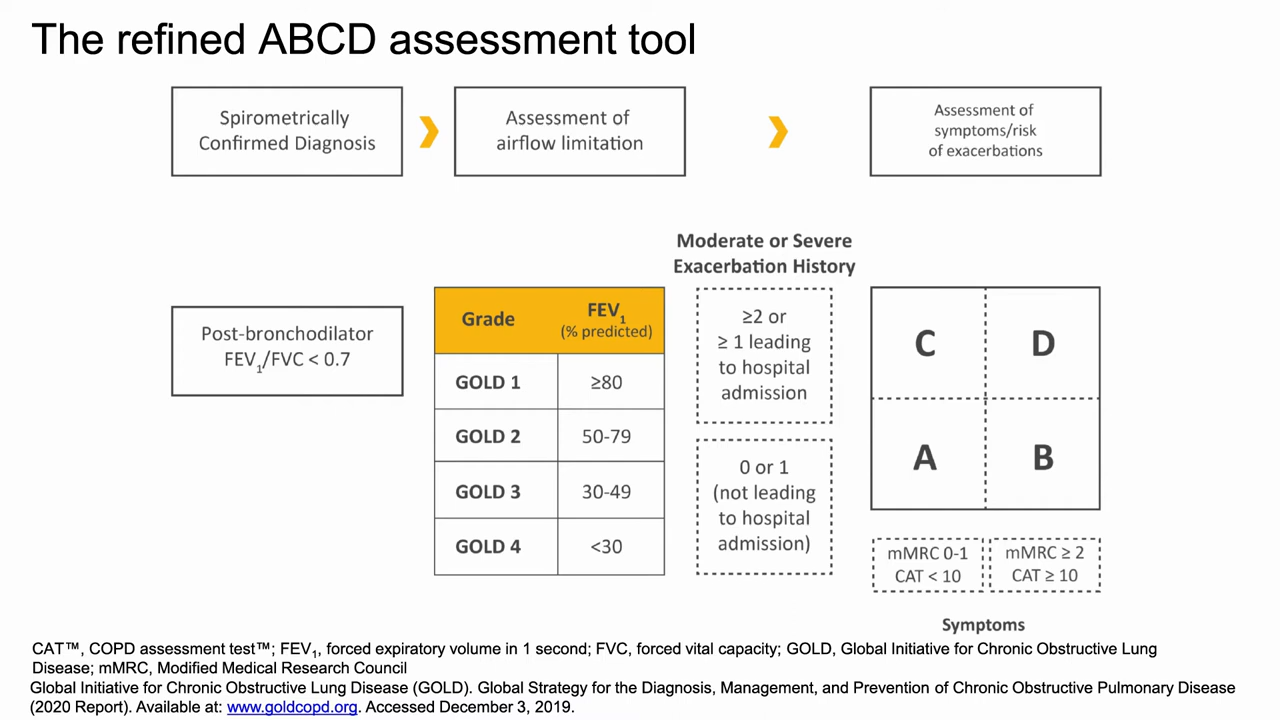 The refined ABCD assessment tool
Spirometrically
Confirmed Diagnosis
Assessment of
airflow limitation
Assessment of
symptoms/risk
of exacerbations
Post-bronchodilator
FEV₁/FVC < 0.7
Grade
FEV₁
(% predicted)
GOLD 1
≥80
GOLD 2
50-79
GOLD 3
30-49
GOLD 4
<30
Moderate or Severe
Exacerbation History
≥2 or
≥ 1 leading
to hospital
admission
0 or 1
(not leading
to hospital
admission)
C
D
A
B
mMRC 0-1
CAT < 10
mMRC ≥ 2
CAT ≥ 10
Symptoms
CAT™, COPD assessment test™; FEV₁, forced expiratory volume in 1 second; FVC, forced vital capacity; GOLD, Global Initiative for Chronic Obstructive Lung
Disease; mMRC, Modified Medical Research Council
Global Initiative for Chronic Obstructive Lung Disease (GOLD). Global Strategy for the Diagnosis, Management, and Prevention of Chronic Obstructive Pulmonary Disease
(2020 Report). Available at: www.goldcopd.org. Accessed December 3, 2019.